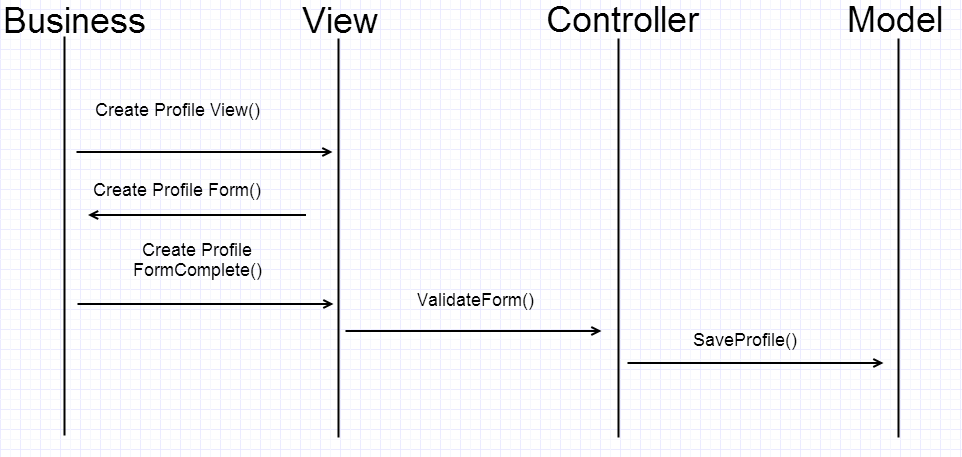 Business View Controller Model
Create Profile View()
Create Profile Form()
Create Profile
FormComplete()
ValidateForm()
SaveProfile()